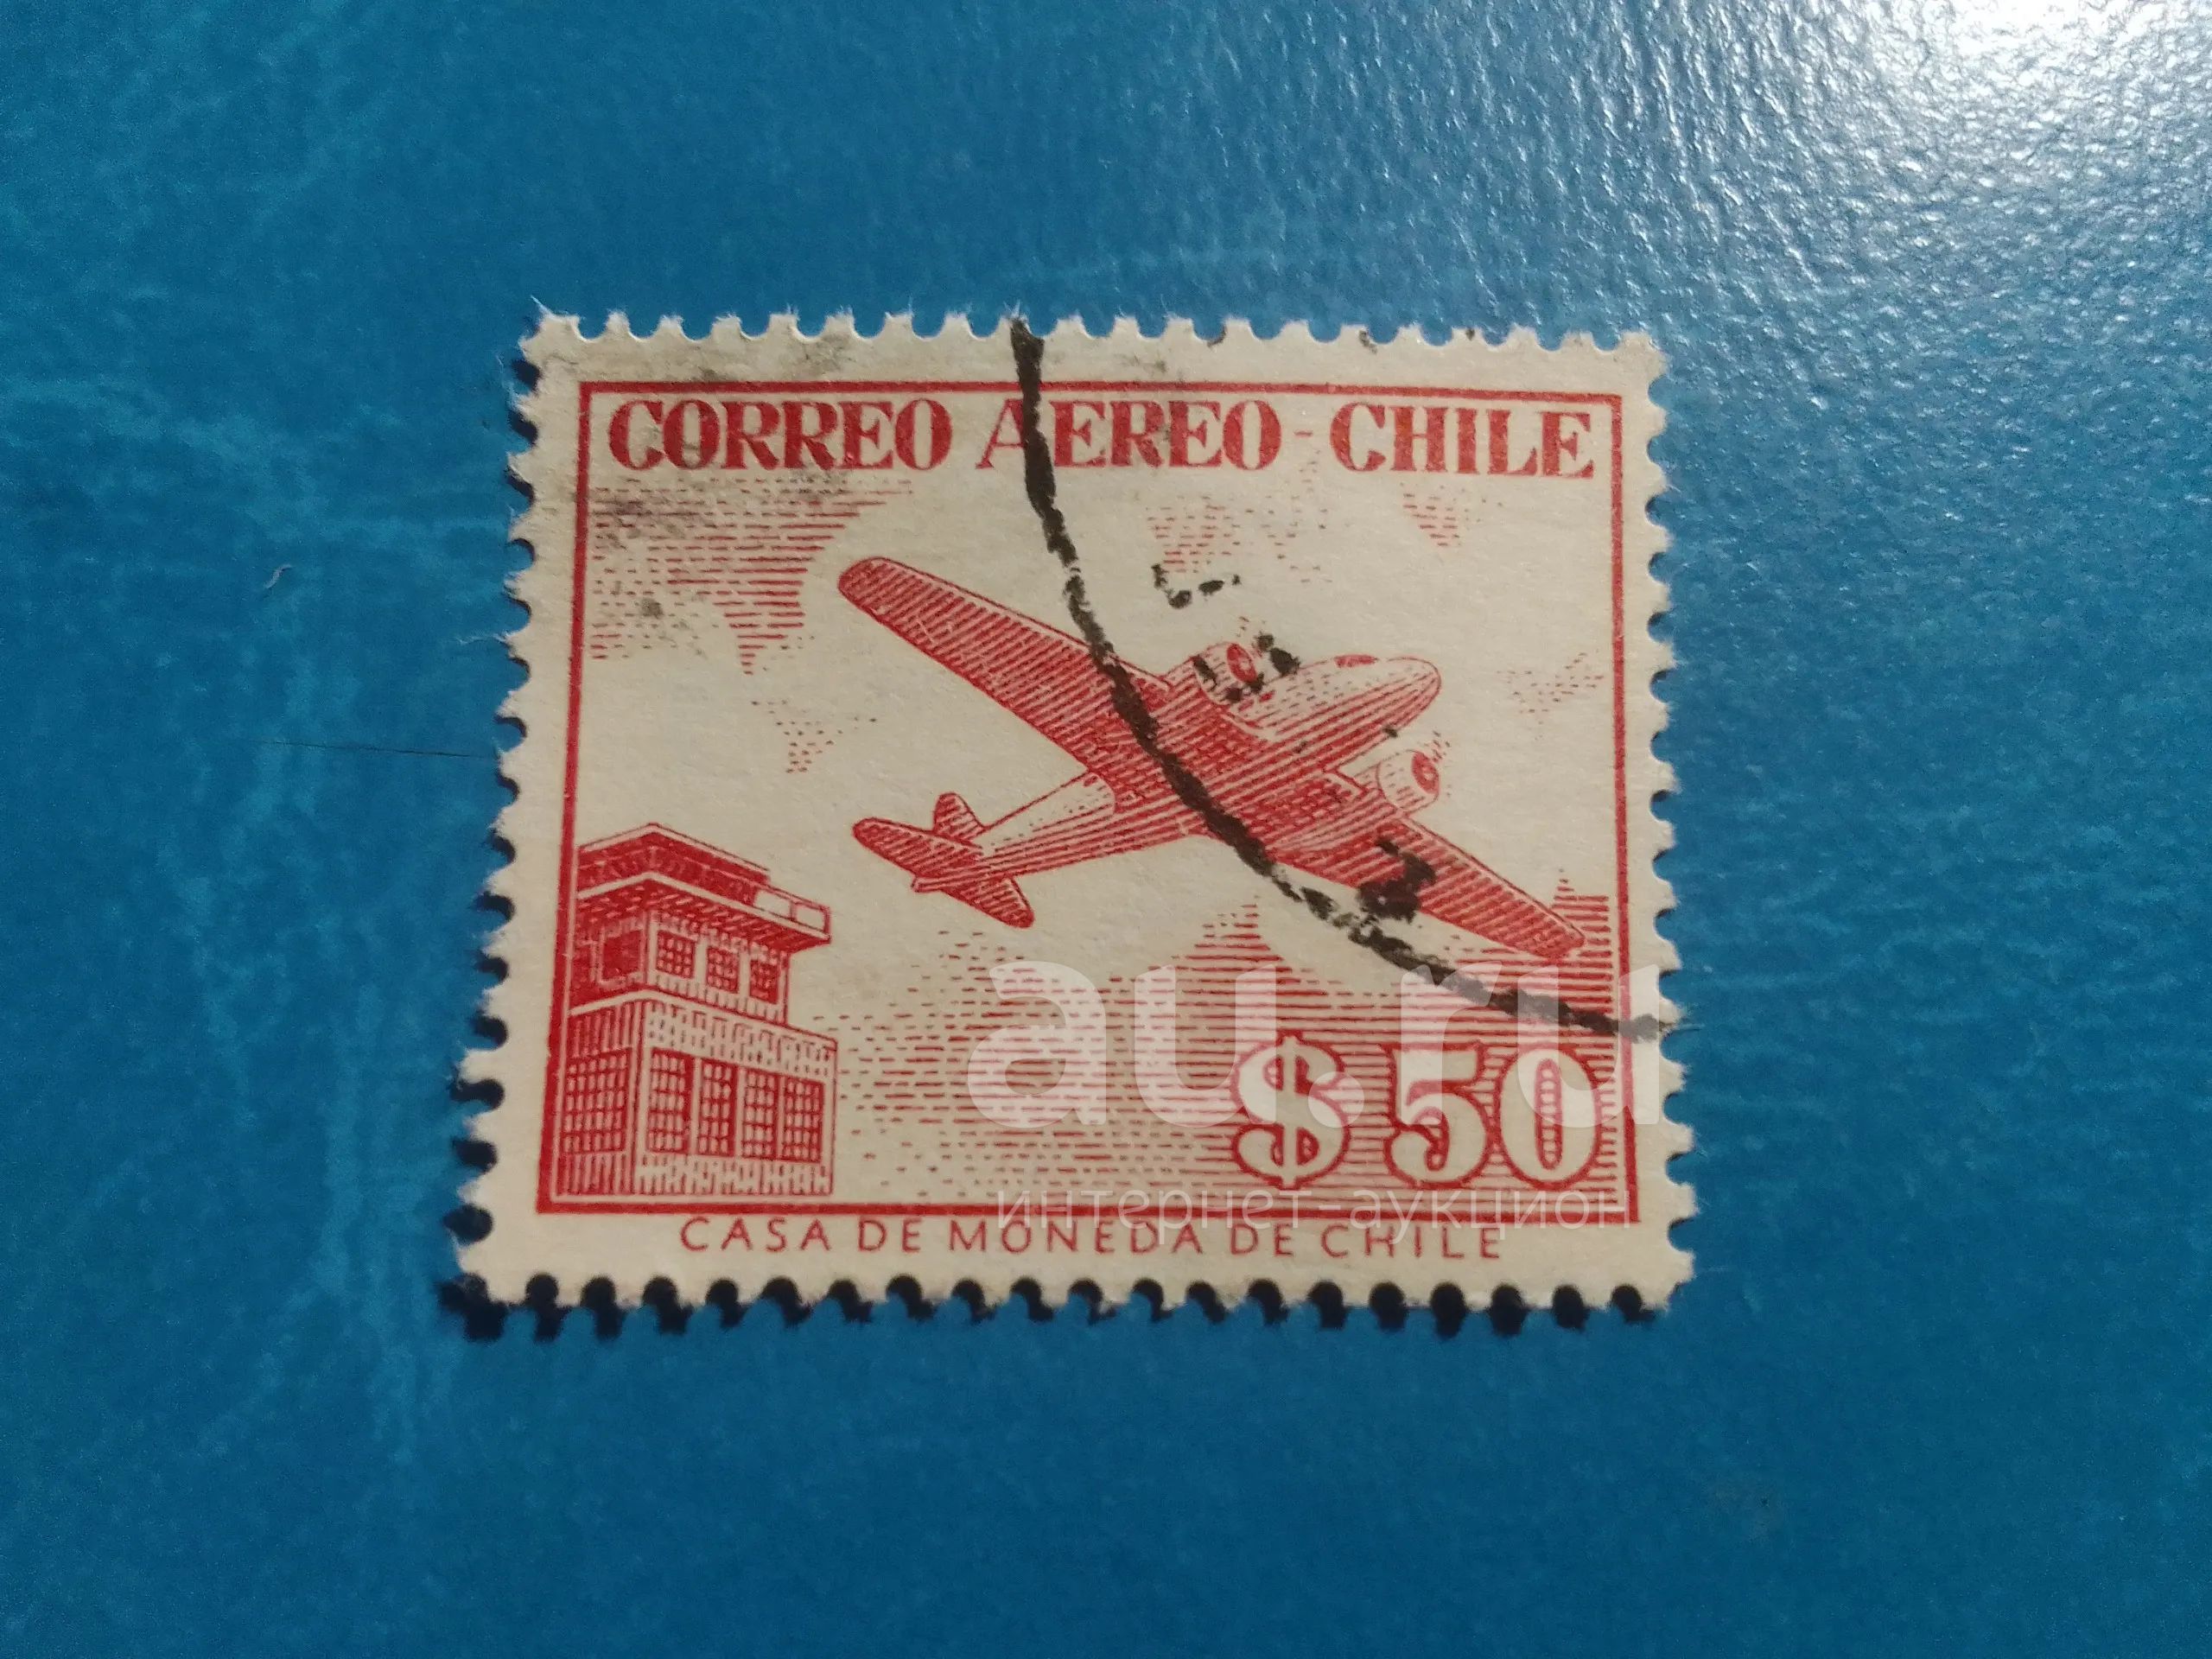 CORREO AEREO - CHILE
au.ru
$50
интернет-аукцион
CASA DE MONEDA DE CHILE